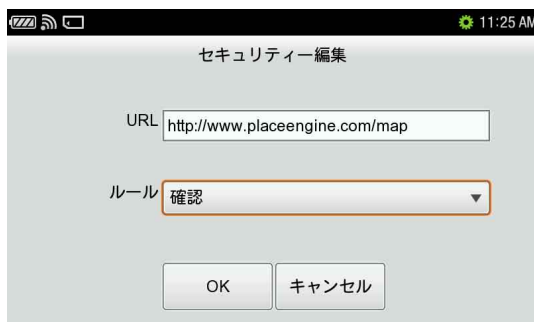 11:25 AM
セキュリティー編集
URL http://www.placeengine.com/map
ルール 確認
OK キャンセル